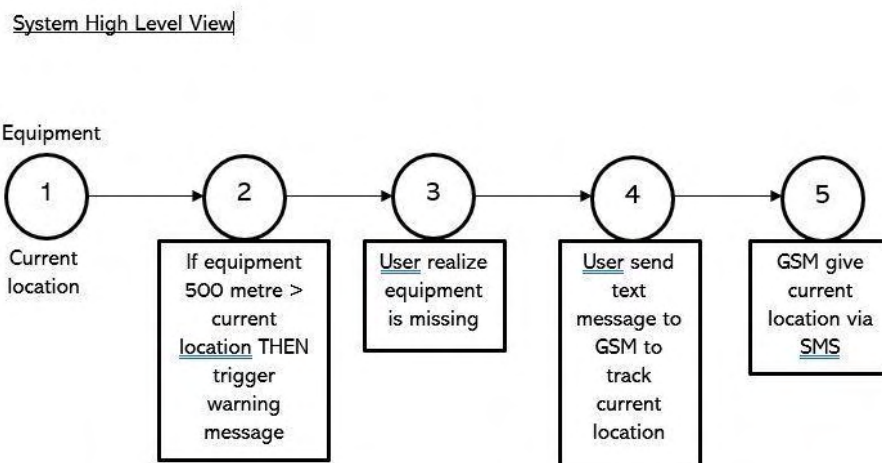 System High Level View
Equipment
1
2
3
4
5
Current
location
If equipment
500 metre >
current
location THEN
trigger
warning
message
User realize
equipment
is missing
User send
text
message to
GSM to
track
current
location
GSM give
current
location via
SMS